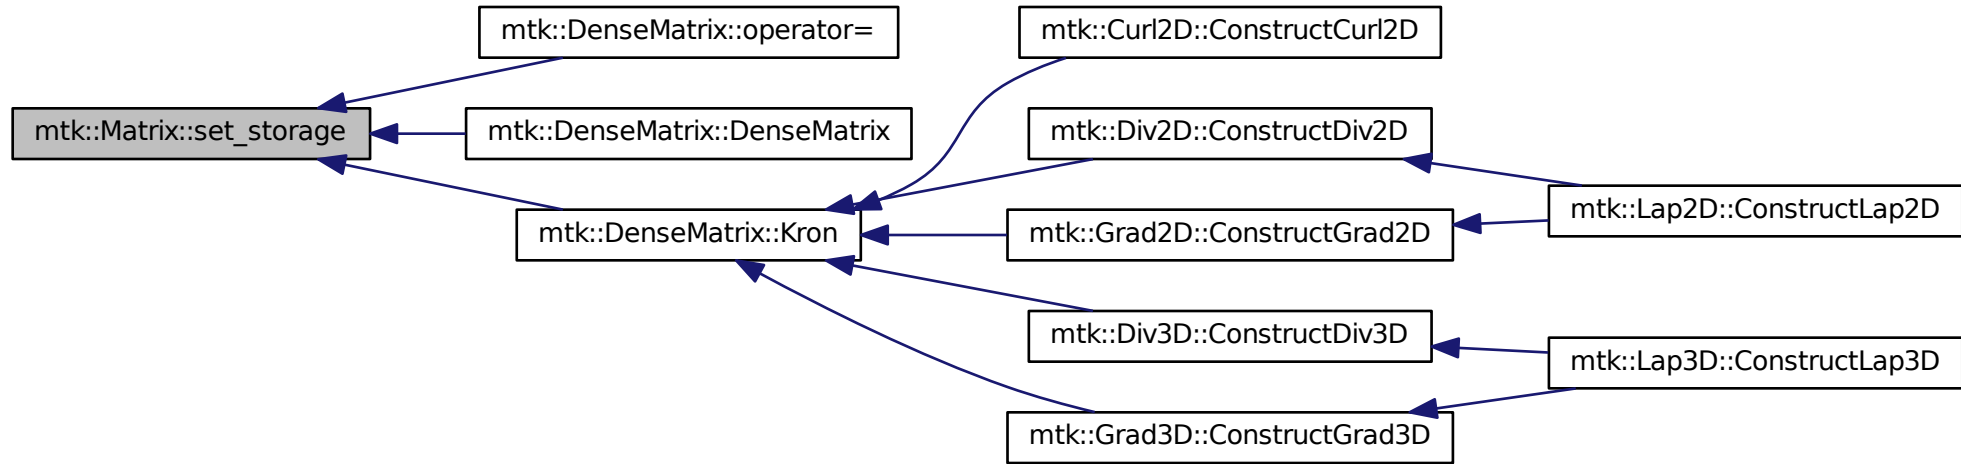 mtk::Matrix::set_storage
mtk::DenseMatrix::operator=
mtk::DenseMatrix::DenseMatrix
mtk::DenseMatrix::Kron
mtk::Curl2D::ConstructCurl2D
mtk::Div2D::ConstructDiv2D
mtk::Grad2D::ConstructGrad2D
mtk::Div3D::ConstructDiv3D
mtk::Grad3D::ConstructGrad3D
mtk::Lap2D::ConstructLap2D
mtk::Lap3D::ConstructLap3D